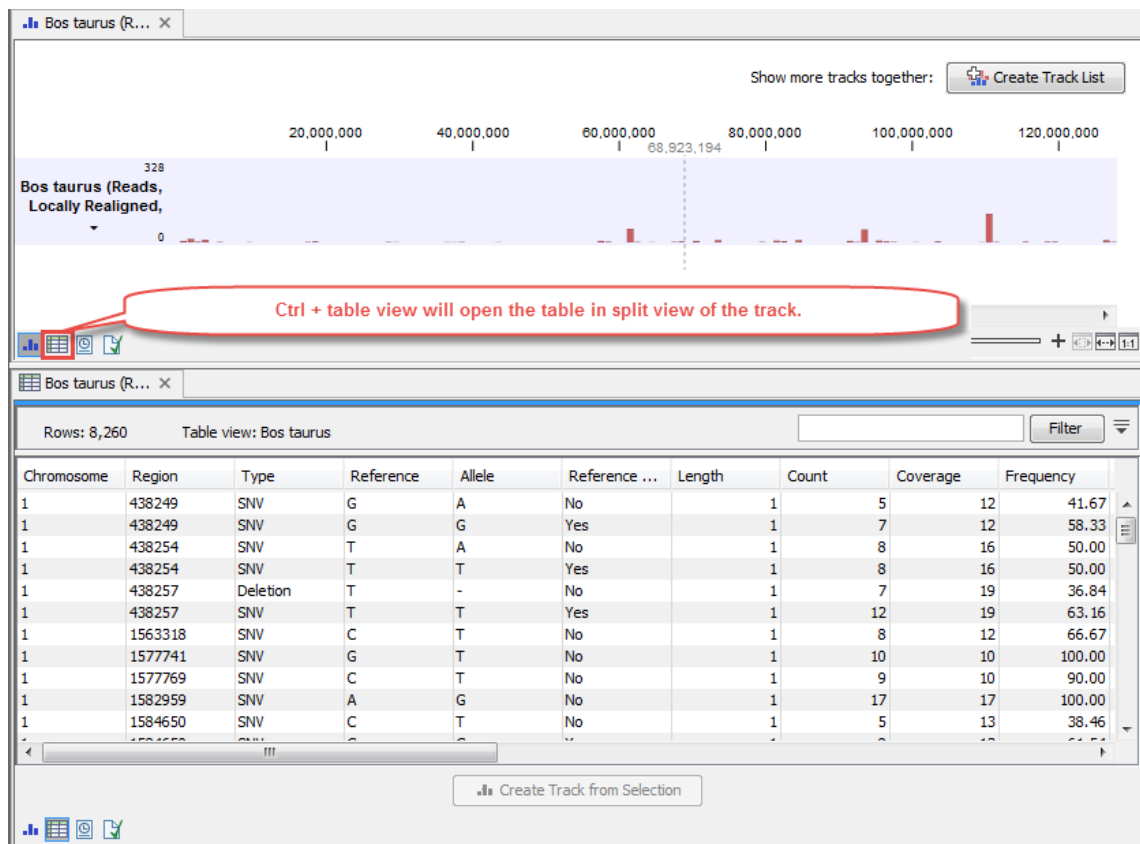 Bos taurus (R...
Show more tracks together: Create Track List
20,000,000 40,000,000 60,000,000 80,000,000 100,000,000 120,000,000
68,923,194
328
Bos taurus (Reads,
Locally Realigned,
0
Ctrl + table view will open the table in split view of the track.
1:1
Bos taurus (R...
Rows: 8,260 Table view: Bos taurus Filter
Chromosome Region Type Reference Allele Reference ... Length Count Coverage Frequency
1 438249 SNV G A No 1 5 12 41.67
1 438249 SNV G G Yes 1 7 12 58.33
1 438254 SNV T A No 1 8 16 50.00
1 438254 SNV T T Yes 1 8 16 50.00
1 438257 Deletion T - No 1 7 19 36.84
1 438257 SNV T T Yes 1 12 19 63.16
1 1563318 SNV C T No 1 8 12 66.67
1 1577741 SNV G T No 1 10 10 100.00
1 1577769 SNV C T No 1 9 10 90.00
1 1582959 SNV A G No 1 17 17 100.00
1 1584650 SNV C T No 1 5 13 38.46
Create Track from Selection